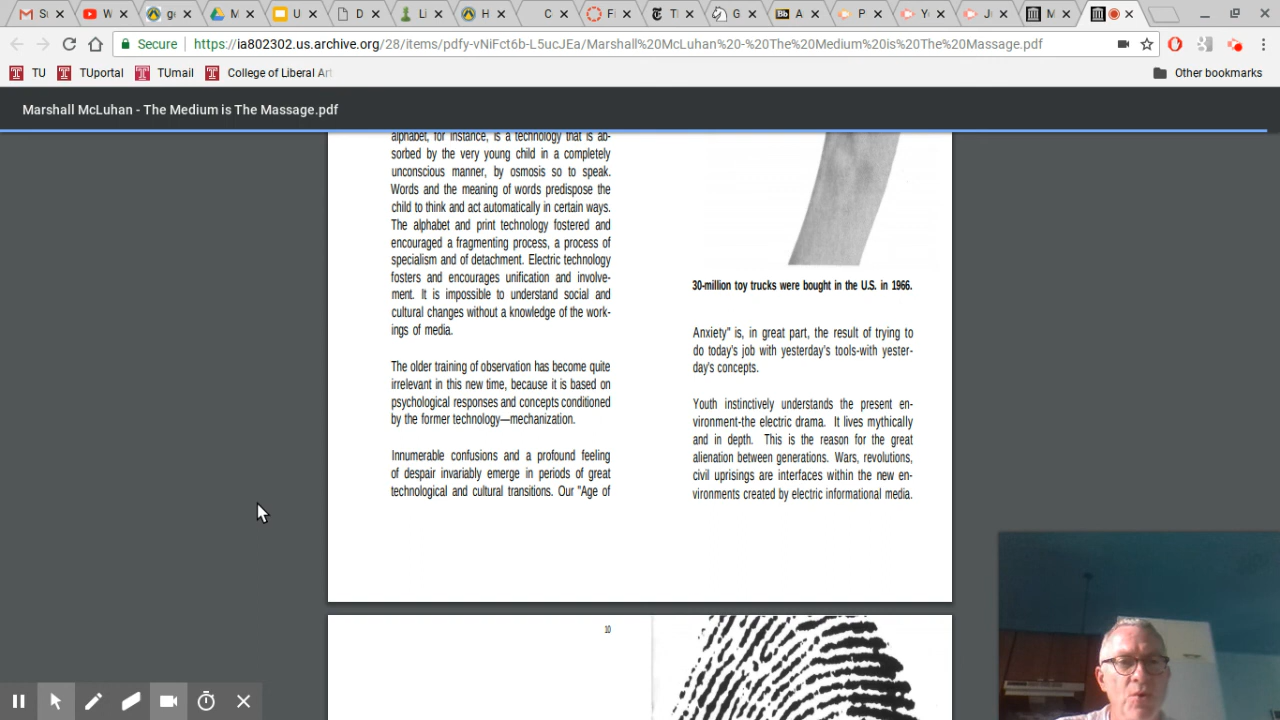 Secure
https://ia802302.us.archive.org/28/items/pdfy-vNiFct6b-L5ucJEa/Marshall%20McLuhan%20-%20The%20Medium%20is%20The%20Massage.pdf
TU
TUportal
TUmail
College of Liberal Art
Other bookmarks
Marshall McLuhan - The Medium is The Massage.pdf
alphabet, for instance, is a technology that is ab-
sorbed by the very young child in a completely
unconscious manner, by osmosis so to speak.
Words and the meaning of words predispose the
child to think and act automatically in certain ways.
The alphabet and print technology fostered and
encouraged a fragmenting process, a process of
specialism and of detachment. Electric technology
fosters and encourages unification and involve-
ment. It is impossible to understand social and
cultural changes without a knowledge of the work-
ings of media.
The older training of observation has become quite
irrelevant in this new time, because it is based on
psychological responses and concepts conditioned
by the former technology—mechanization.
Innumerable confusions and a profound feeling
of despair invariably emerge in periods of great
technological and cultural transitions. Our "Age of
30-million toy trucks were bought in the U.S. in 1966.
Anxiety" is, in great part, the result of trying to
do today's job with yesterday's tools-with yester-
day's concepts.
Youth instinctively understands the present en-
vironment-the electric drama. It lives mythically
and in depth. This is the reason for the great
alienation between generations. Wars, revolutions,
civil uprisings are interfaces within the new en-
vironments created by electric informational media.
10